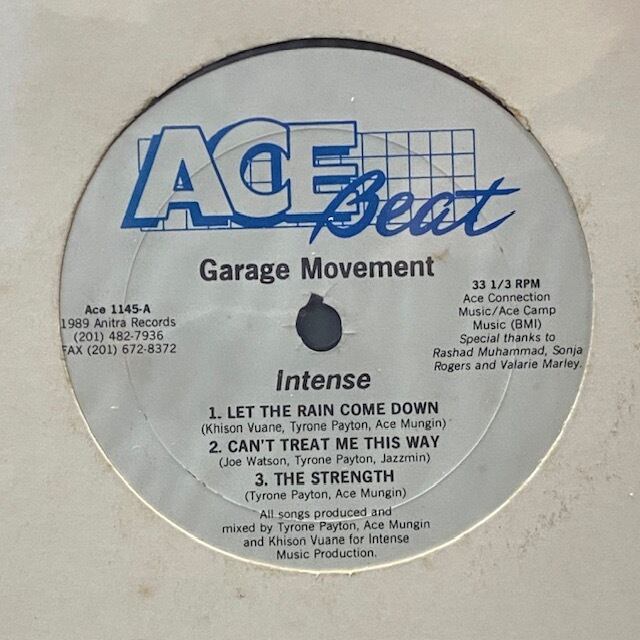 ACE Beat
Garage Movement
Ace 1145-A
1989 Anitra Records
(201) 482-7936
FAX (201) 672-8372
33 1/3 RPM
Ace Connection
Music/Ace Camp
Music (BMI)
Special thanks to
Rashad Muhammad, Sonja
Rogers and Valarie Marley.
Intense
1. LET THE RAIN COME DOWN
(Khison Vuane, Tyrone Payton, Ace Mungin)
2. CAN'T TREAT ME THIS WAY
(Joe Watson, Tyrone Payton, Jazzmin)
3. THE STRENGTH
(Tyrone Payton, Ace Mungin)
All songs produced and
mixed by Tyrone Payton, Ace Mungin
and Khison Vuane for Intense
Music Production.